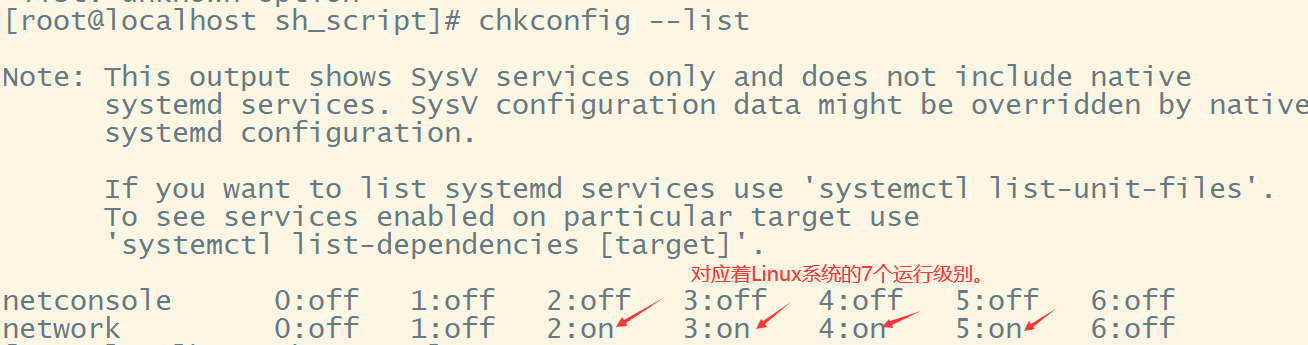 [root@localhost sh_script]# chkconfig --list
Note: This output shows SysV services only and does not include native
systemd services. SysV configuration data might be overridden by native
systemd configuration.
If you want to list systemd services use 'systemctl list-unit-files'.
To see services enabled on particular target use
'systemctl list-dependencies [target]'.
对应着Linux系统的7个运行级别。
netconsole 0:off 1:off 2:off 3:off 4:off 5:off 6:off
network 0:off 1:off 2:on 3:on 4:on 5:on 6:off